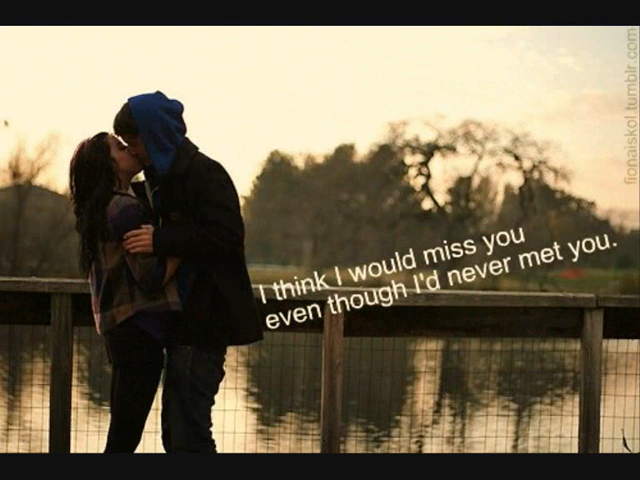 I think I would miss you
even though I'd never met you.
fionaiskol.tumblr.com